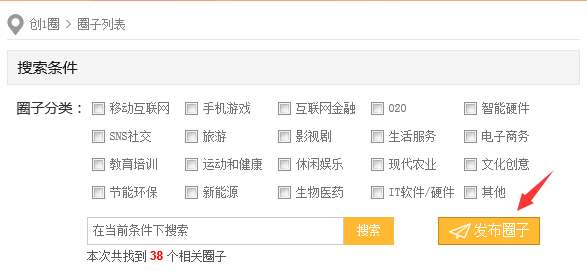 创1圈 > 圈子列表
搜索条件
圈子分类： 移动互联网 手机游戏 互联网金融 O2O 智能硬件
SNS社交 旅游 影视剧 生活服务 电子商务
教育培训 运动和健康 休闲娱乐 现代农业 文化创意
节能环保 新能源 生物医药 IT软件/硬件 其他
在当前条件下搜索 搜索 发布圈子
本次共找到 38 个相关圈子